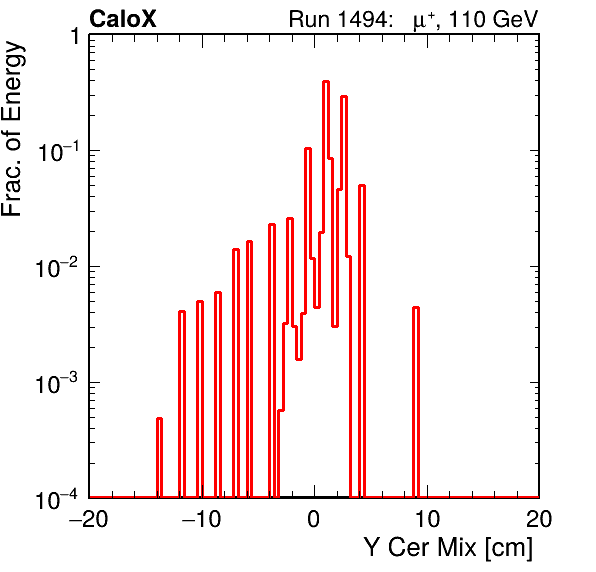 CaloX Run 1494: μ⁺, 110 GeV
Frac. of Energy
1
10⁻¹
10⁻²
10⁻³
10⁻⁴
−20 −10 0 10 20
Y Cer Mix [cm]